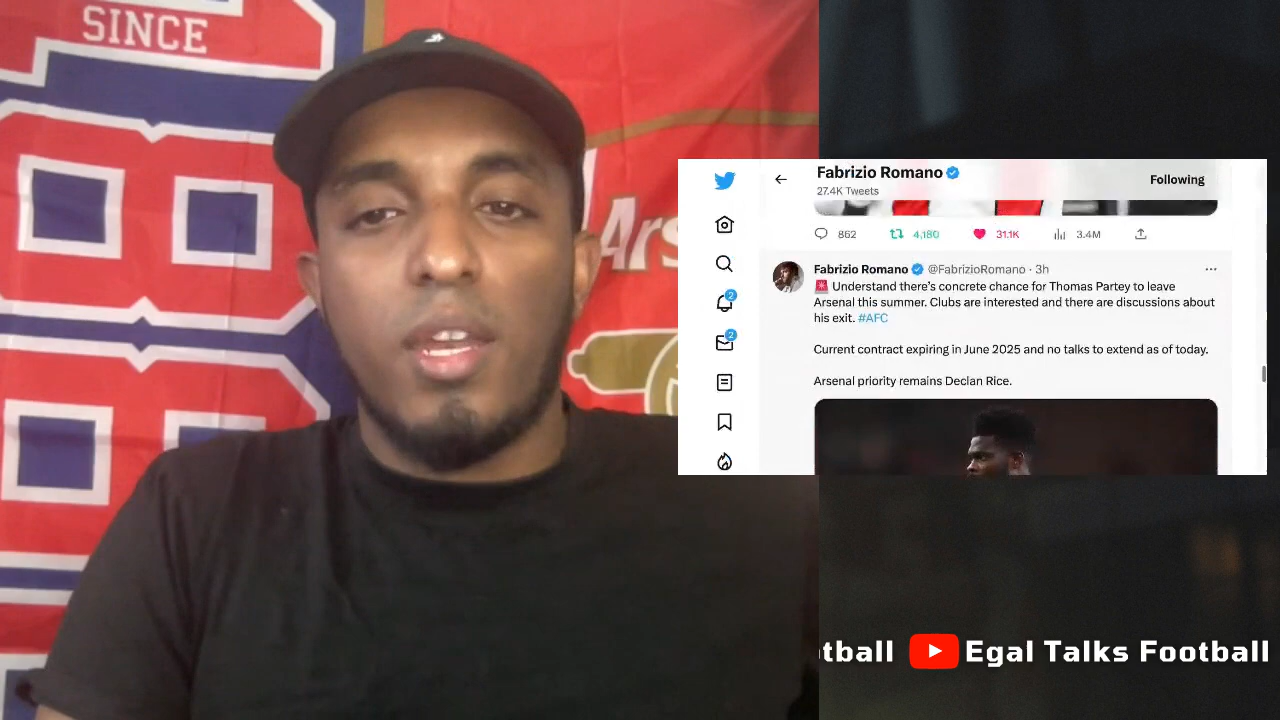 SINCE
Ars
Fabrizio Romano
27.4K Tweets
Following
862
4,180
31.1K
3.4M
Fabrizio Romano @FabrizioRomano · 3h
🚨 Understand there's concrete chance for Thomas Partey to leave
Arsenal this summer. Clubs are interested and there are discussions about
his exit. #AFC
Current contract expiring in June 2025 and no talks to extend as of today.
Arsenal priority remains Declan Rice.
2
2
tball Egal Talks Football